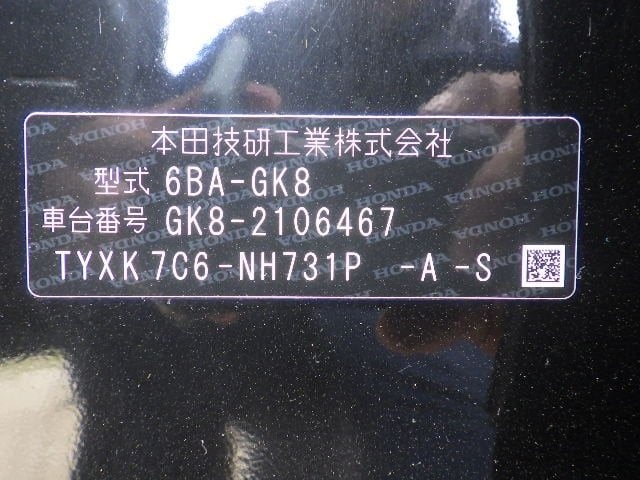 本田技研工業株式会社
型式 6BA-GK8
車台番号 GK8-2106467
TYXK7C6-NH731P -A-S